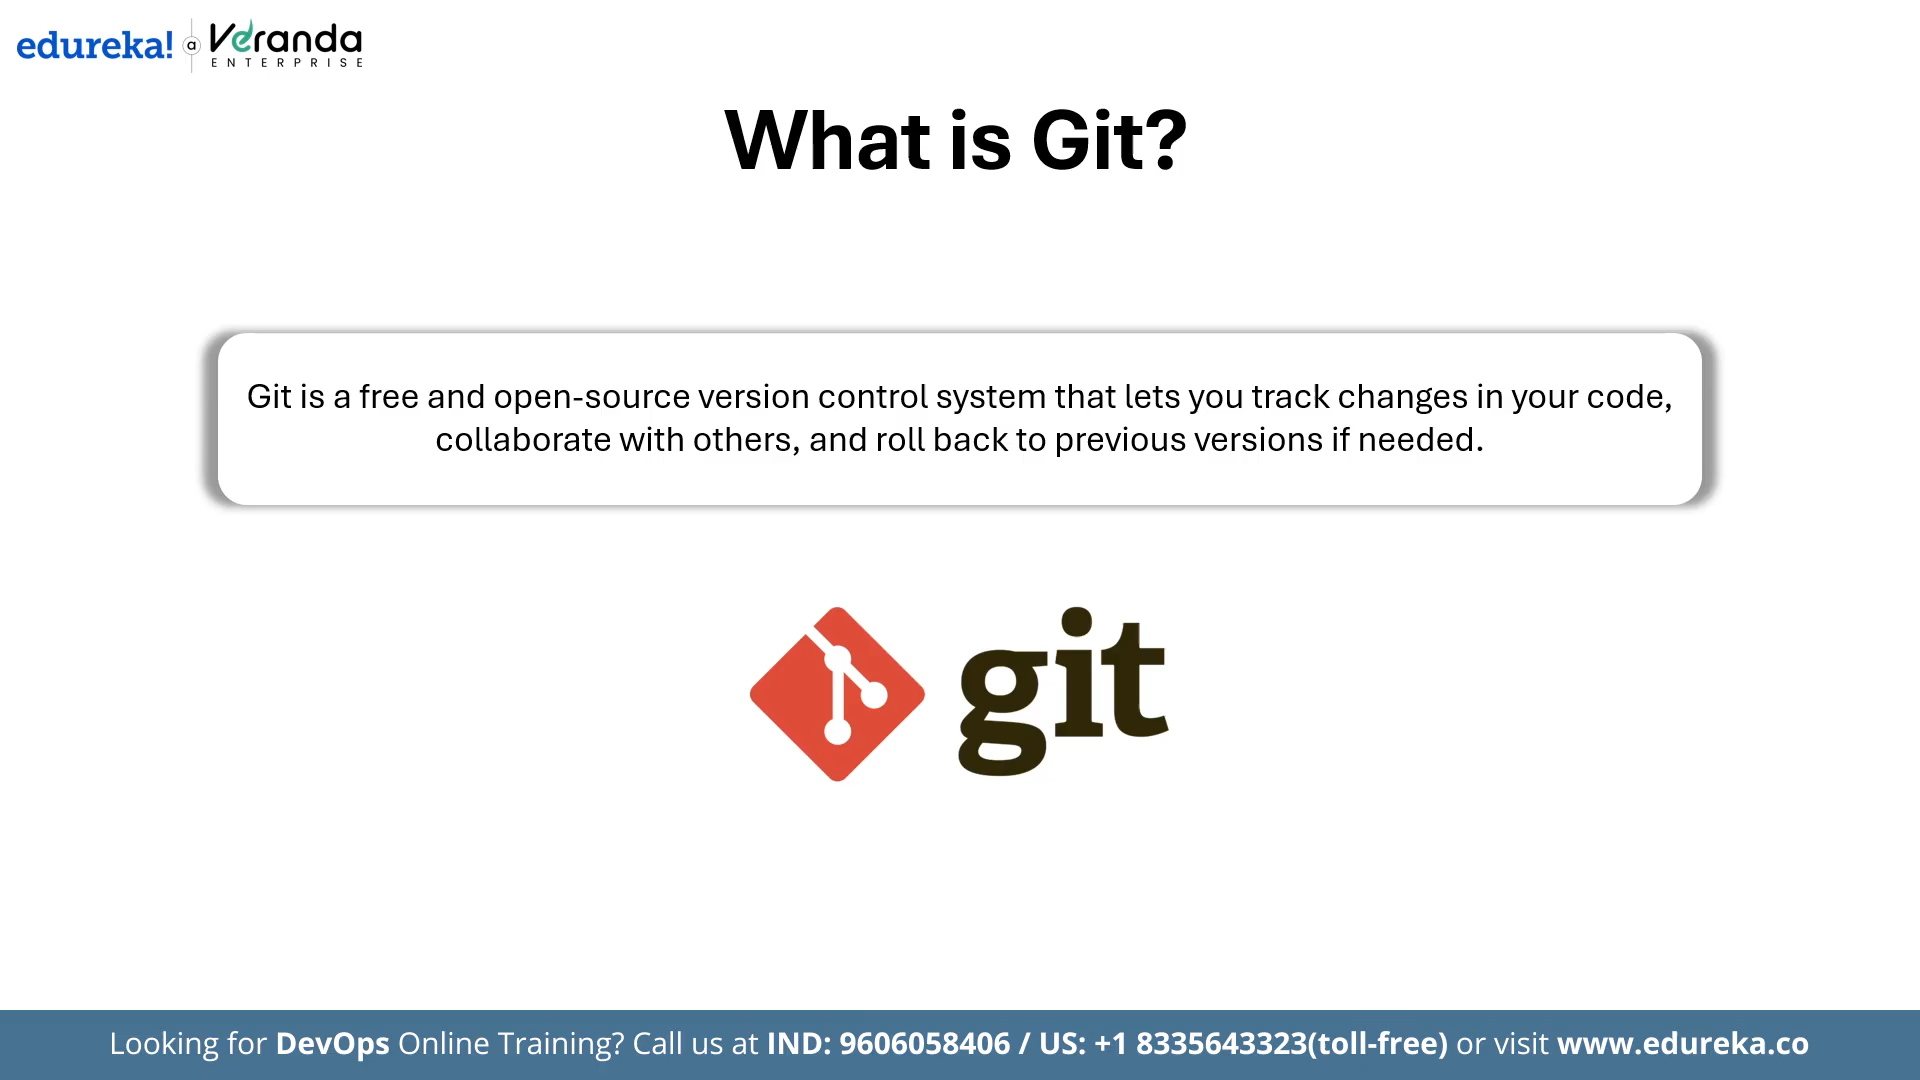 edureka! a Veranda
ENTERPRISE
What is Git?
Git is a free and open-source version control system that lets you track changes in your code,
collaborate with others, and roll back to previous versions if needed.
git
Looking for DevOps Online Training? Call us at IND: 9606058406 / US: +1 8335643323(toll-free) or visit www.edureka.co